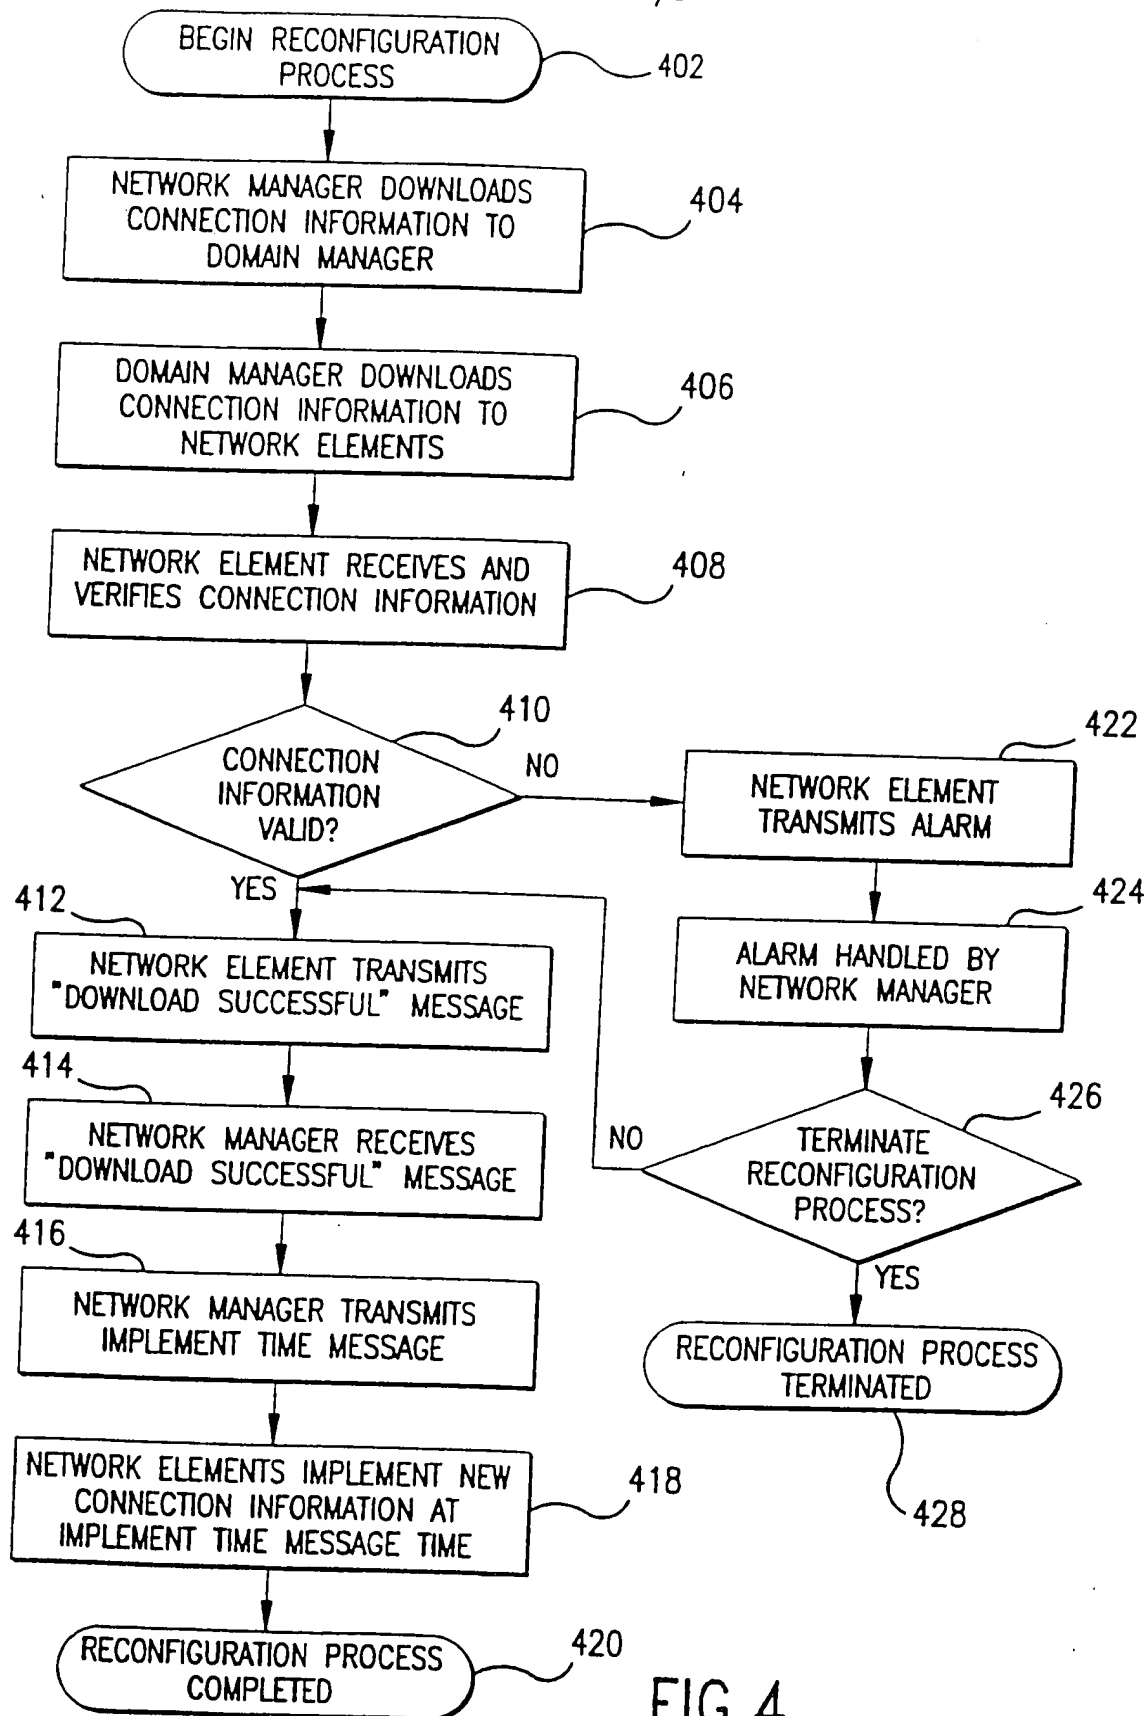 BEGIN RECONFIGURATION
PROCESS
402
NETWORK MANAGER DOWNLOADS
CONNECTION INFORMATION TO
DOMAIN MANAGER
404
DOMAIN MANAGER DOWNLOADS
CONNECTION INFORMATION TO
NETWORK ELEMENTS
406
NETWORK ELEMENT RECEIVES AND
VERIFIES CONNECTION INFORMATION
408
CONNECTION
INFORMATION
VALID?
410
NO
YES
422
NETWORK ELEMENT
TRANSMITS ALARM
424
ALARM HANDLED BY
NETWORK MANAGER
426
TERMINATE
RECONFIGURATION
PROCESS?
NO
YES
RECONFIGURATION PROCESS
TERMINATED
428
412
NETWORK ELEMENT TRANSMITS
"DOWNLOAD SUCCESSFUL" MESSAGE
414
NETWORK MANAGER RECEIVES
"DOWNLOAD SUCCESSFUL" MESSAGE
416
NETWORK MANAGER TRANSMITS
IMPLEMENT TIME MESSAGE
NETWORK ELEMENTS IMPLEMENT NEW
CONNECTION INFORMATION AT
IMPLEMENT TIME MESSAGE TIME
418
RECONFIGURATION PROCESS
COMPLETED
420
FIG. 4